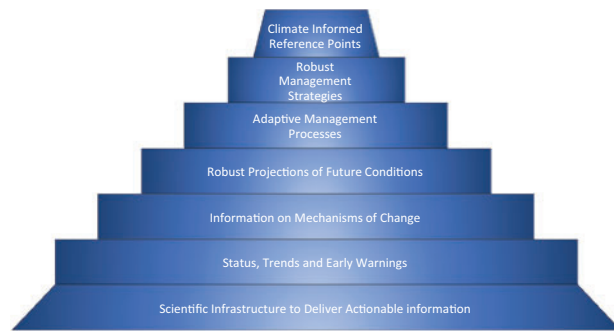 Climate Informed
Reference Points
Robust
Management
Strategies
Adaptive Management
Processes
Robust Projections of Future Conditions
Information on Mechanisms of Change
Status, Trends and Early Warnings
Scientific Infrastructure to Deliver Actionable information